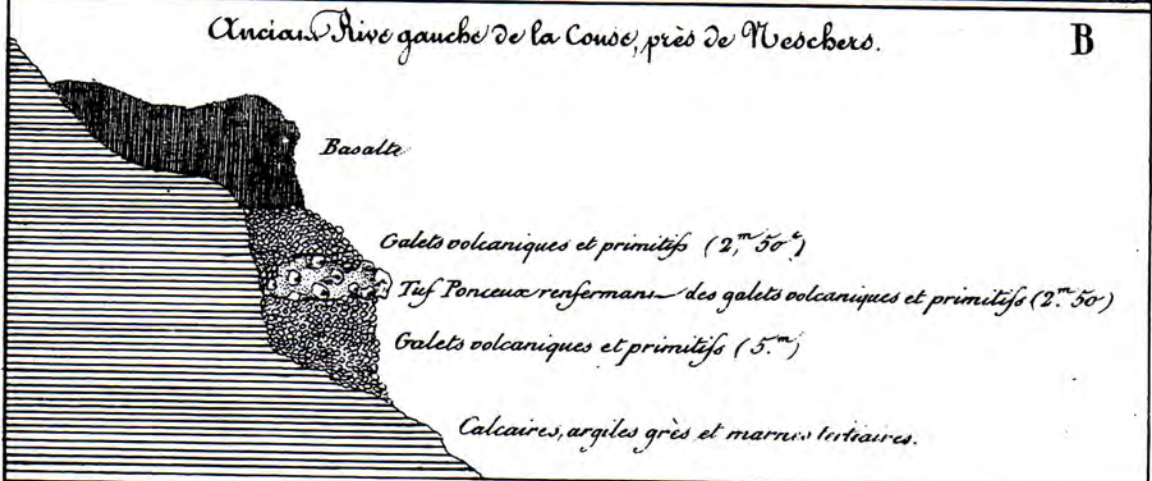 Ancian Rive gauche de la Couse, près de Neschers.
B
Basalte
Galets volcaniques et primitifs (2,m 50c)
Tuf Ponceux renfermant des galets volcaniques et primitifs (2.m 50)
Galets volcaniques et primitifs (5.m)
Calcaires, argiles grès et marnes tertiaires.